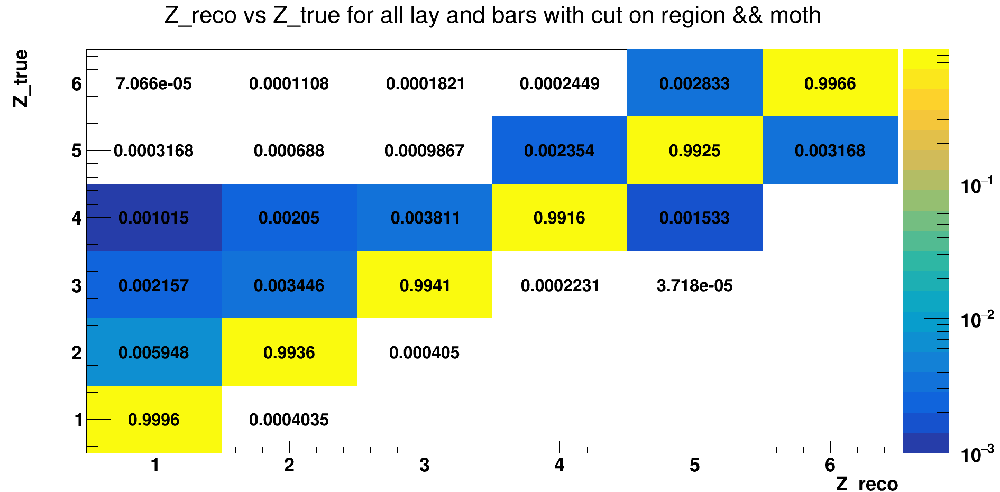 Z_reco vs Z_true for all lay and bars with cut on region && moth
Z_true
6 7.066e-05 0.0001108 0.0001821 0.0002449 0.002833 0.9966
5 0.0003168 0.000688 0.0009867 0.002354 0.9925 0.003168
10⁻¹
4 0.001015 0.00205 0.003811 0.9916 0.001533
3 0.002157 0.003446 0.9941 0.0002231 3.718e-05
10⁻²
2 0.005948 0.9936 0.000405
1 0.9996 0.0004035
10⁻³
1 2 3 4 5 6
Z_reco